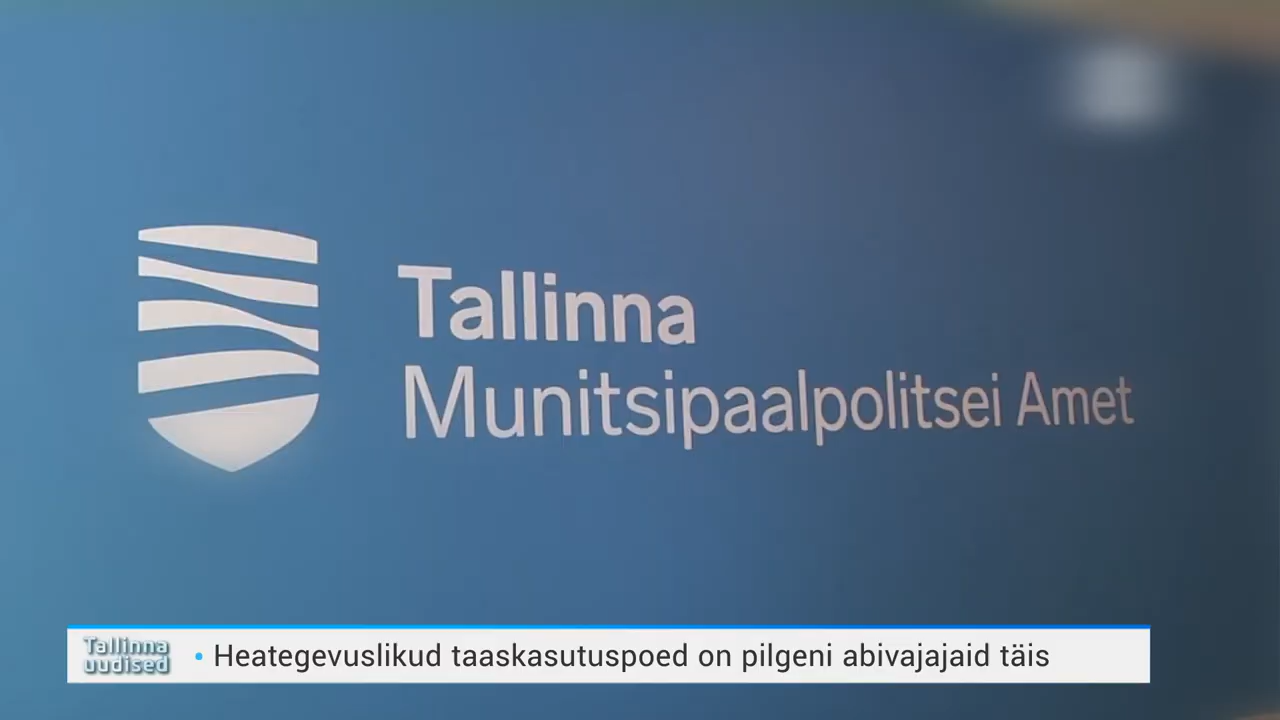 Tallinna
Munitsipaalpolitsei Amet
Tallinna
uudised
• Heategevuslikud taaskasutuspoed on pilgeni abivajajaid täis